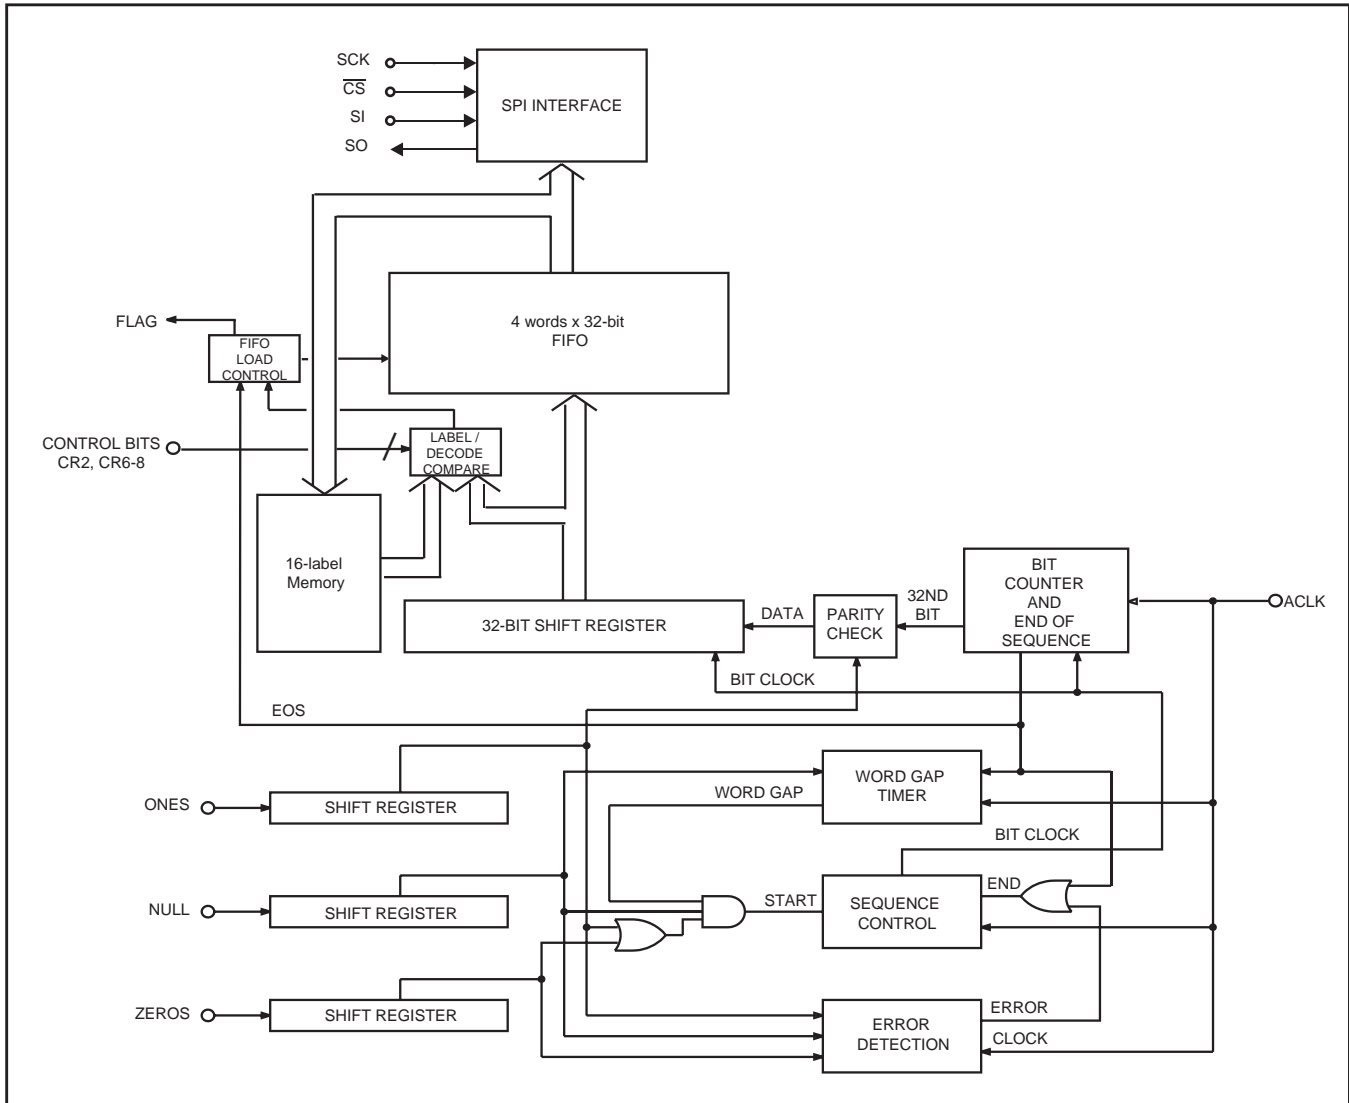 SCK
CS
SI
SO
SPI INTERFACE
4 words x 32-bit
FIFO
FLAG
FIFO
LOAD
CONTROL
CONTROL BITS
CR2, CR6-8
/
LABEL /
DECODE
COMPARE
16-label
Memory
32-BIT SHIFT REGISTER
DATA
PARITY
CHECK
32ND
BIT
BIT
COUNTER
AND
END OF
SEQUENCE
ACLK
BIT CLOCK
EOS
ONES
SHIFT REGISTER
WORD GAP
WORD GAP
TIMER
BIT CLOCK
NULL
SHIFT REGISTER
START
SEQUENCE
CONTROL
END
ZEROS
SHIFT REGISTER
ERROR
DETECTION
ERROR
CLOCK